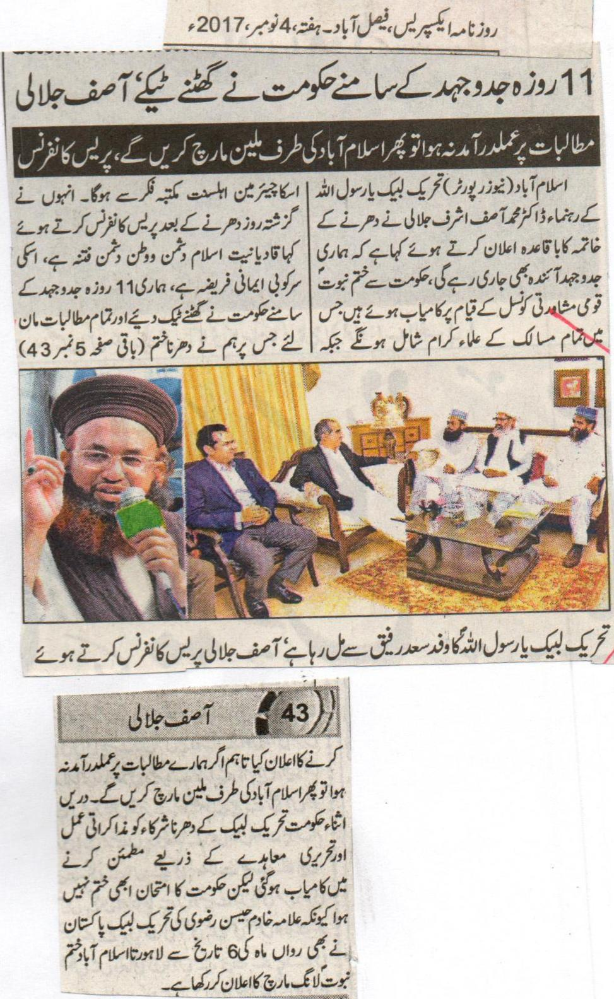 روزنامہ ایکسپریس، فیصل آباد۔ ہفتہ، 4 نومبر، 2017ء
11 روزہ جدوجہد کے سامنے حکومت نے گھٹنے ٹیکے، آصف جلالی
مطالبات پر عملدرآمد نہ ہوا تو پھر اسلام آباد کی طرف ملین مارچ کریں گے، پریس کانفرنس
اسلام آباد (نیوز رپورٹر) تحریک لبیک یا رسول اللہ
کے رہنماء ڈاکٹر محمد آصف اشرف جلالی نے دھرنے کے
خاتمہ کا باقاعدہ اعلان کرتے ہوئے کہا ہے کہ ہماری
جدوجہد آئندہ بھی جاری رہے گی، حکومت سے ختم نبوتؐ
قومی مشاورتی کونسل کے قیام پر کامیاب ہوئے ہیں جس
میں تمام مسالک کے علماء کرام شامل ہونگے جبکہ
اسکا چیئرمین اہلسنت مکتبہ فکر سے ہوگا۔ انہوں نے
گزشتہ روز دھرنے کے بعد پریس کانفرنس کرتے ہوئے
کہا قادیانیت اسلام دشمن و وطن دشمن فتنہ ہے، اسکی
سرکوبی ایمانی فریضہ ہے، ہماری 11 روزہ جدوجہد کے
سامنے حکومت نے گھٹنے ٹیک دیئے اور تمام مطالبات مان
لئے جس پر ہم نے دھرنا ختم (باقی صفحہ 5 نمبر 43)
تحریک لبیک یا رسول اللہؐ کا وفد سعد رفیق سے مل رہا ہے، آصف جلالی پریس کانفرنس کرتے ہوئے
43 آصف جلالی
کرنے کا اعلان کیا تاہم اگر ہمارے مطالبات پر عملدرآمد نہ
ہوا تو پھر اسلام آباد کی طرف ملین مارچ کریں گے۔ دریں
اثناء حکومت تحریک لبیک کے دھرنا شرکاء کو مذاکراتی عمل
اور تحریری معاہدے کے ذریعے مطمئن کرنے
میں کامیاب ہوگئی لیکن حکومت کا امتحان ابھی ختم نہیں
ہوا کیونکہ علامہ خادم حسین رضوی کی تحریک لبیک پاکستان
نے بھی رواں ماہ کی 6 تاریخ سے لاہور تا اسلام آباد ختم
نبوتؐ لانگ مارچ کا اعلان کر رکھا ہے۔